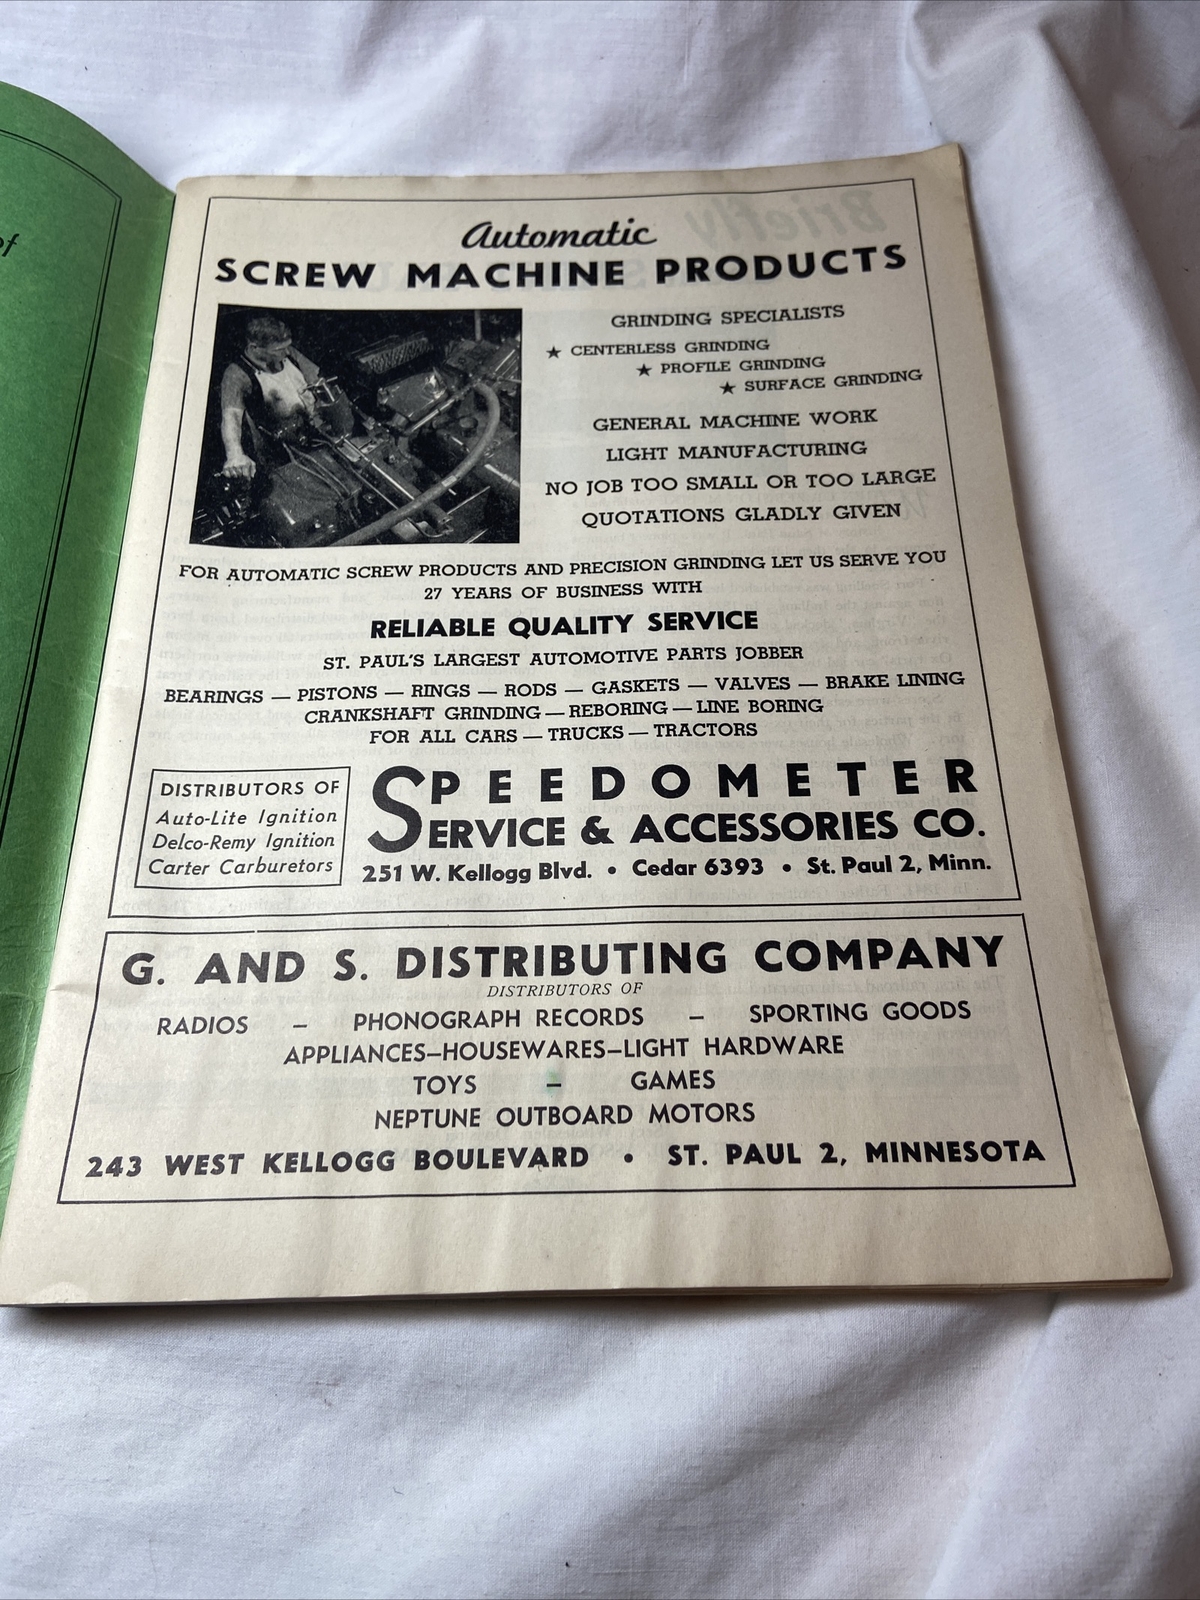 of
Automatic
SCREW MACHINE PRODUCTS
GRINDING SPECIALISTS
★ CENTERLESS GRINDING
★ PROFILE GRINDING
★ SURFACE GRINDING
GENERAL MACHINE WORK
LIGHT MANUFACTURING
NO JOB TOO SMALL OR TOO LARGE
QUOTATIONS GLADLY GIVEN
FOR AUTOMATIC SCREW PRODUCTS AND PRECISION GRINDING LET US SERVE YOU
27 YEARS OF BUSINESS WITH
RELIABLE QUALITY SERVICE
ST. PAUL'S LARGEST AUTOMOTIVE PARTS JOBBER
BEARINGS — PISTONS — RINGS — RODS — GASKETS — VALVES — BRAKE LINING
CRANKSHAFT GRINDING — REBORING — LINE BORING
FOR ALL CARS — TRUCKS — TRACTORS
DISTRIBUTORS OF
Auto-Lite Ignition
Delco-Remy Ignition
Carter Carburetors
SPEEDOMETER
SERVICE & ACCESSORIES CO.
251 W. Kellogg Blvd. • Cedar 6393 • St. Paul 2, Minn.
G. AND S. DISTRIBUTING COMPANY
DISTRIBUTORS OF
RADIOS – PHONOGRAPH RECORDS – SPORTING GOODS
APPLIANCES–HOUSEWARES–LIGHT HARDWARE
TOYS – GAMES
NEPTUNE OUTBOARD MOTORS
243 WEST KELLOGG BOULEVARD • ST. PAUL 2, MINNESOTA